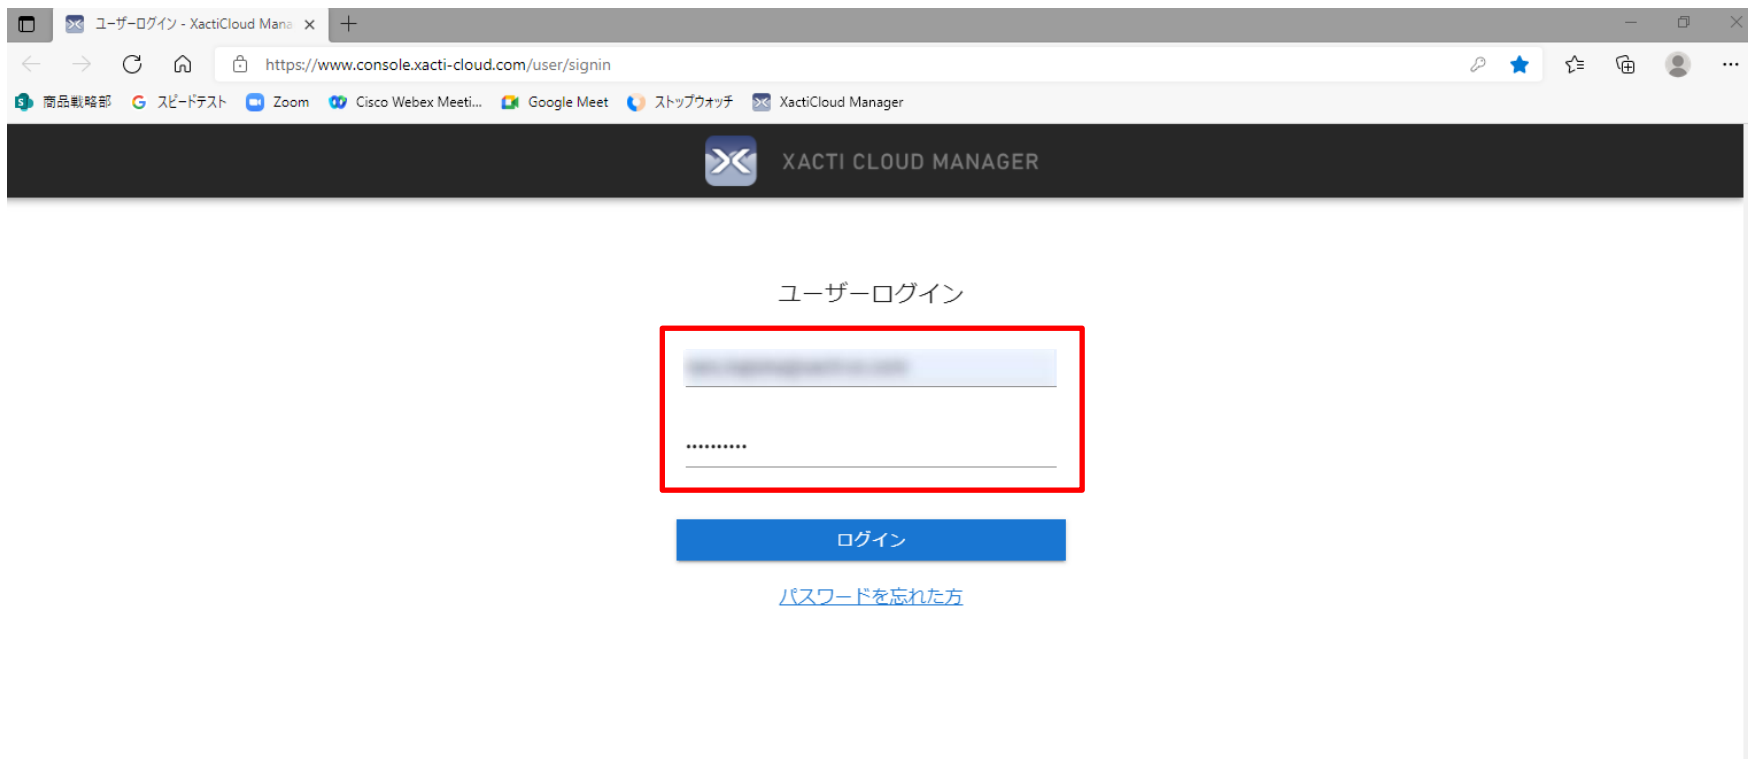 ユーザーログイン - XactiCloud Mana
https://www.console.xacti-cloud.com/user/signin
商品戦略部 スピードテスト Zoom Cisco Webex Meeti... Google Meet ストップウォッチ XactiCloud Manager
XACTI CLOUD MANAGER
ユーザーログイン
••••••••••
ログイン
パスワードを忘れた方